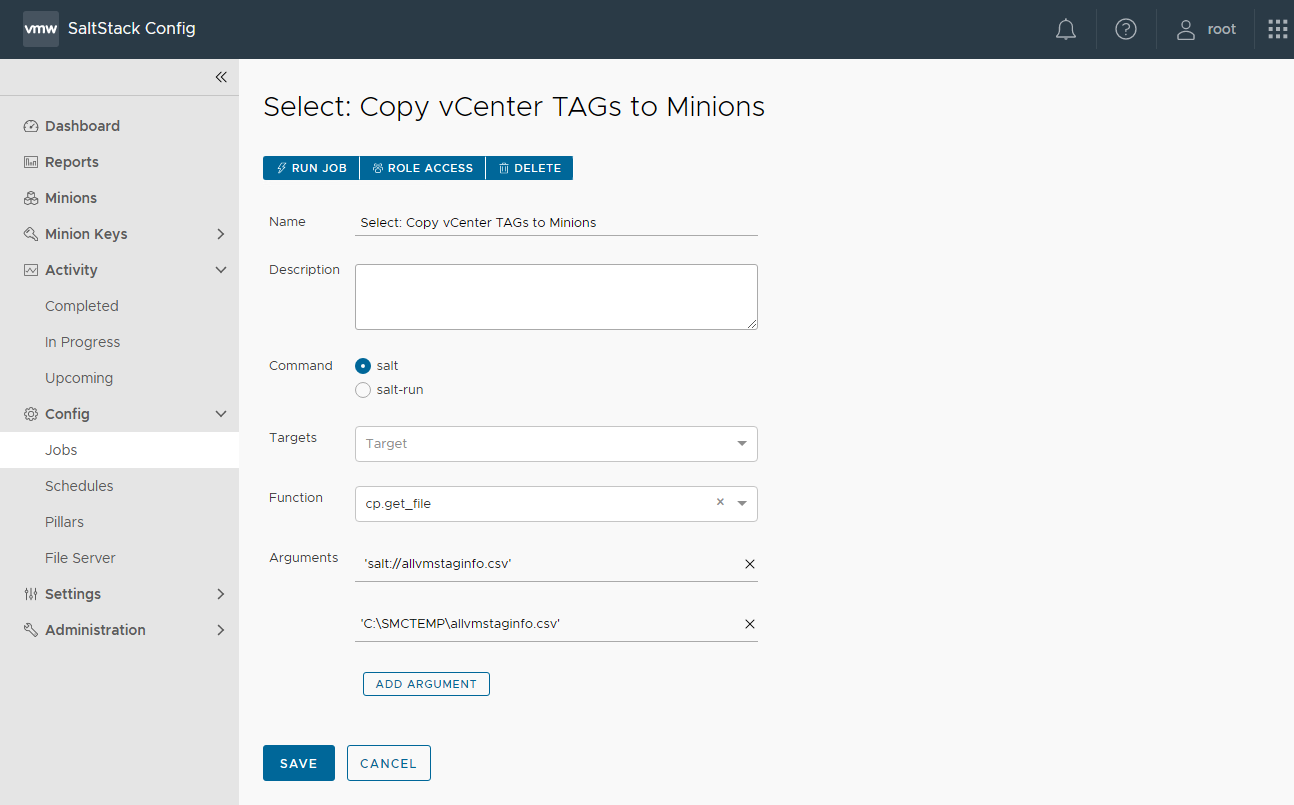 vmw SaltStack Config
root
Dashboard
Reports
Minions
Minion Keys
Activity
Completed
In Progress
Upcoming
Config
Jobs
Schedules
Pillars
File Server
Settings
Administration
Select: Copy vCenter TAGs to Minions
RUN JOB ROLE ACCESS DELETE
Name Select: Copy vCenter TAGs to Minions
Description
Command salt
salt-run
Targets Target
Function cp.get_file
Arguments 'salt://allvmstaginfo.csv'
'C:\SMCTEMP\allvmstaginfo.csv'
ADD ARGUMENT
SAVE CANCEL